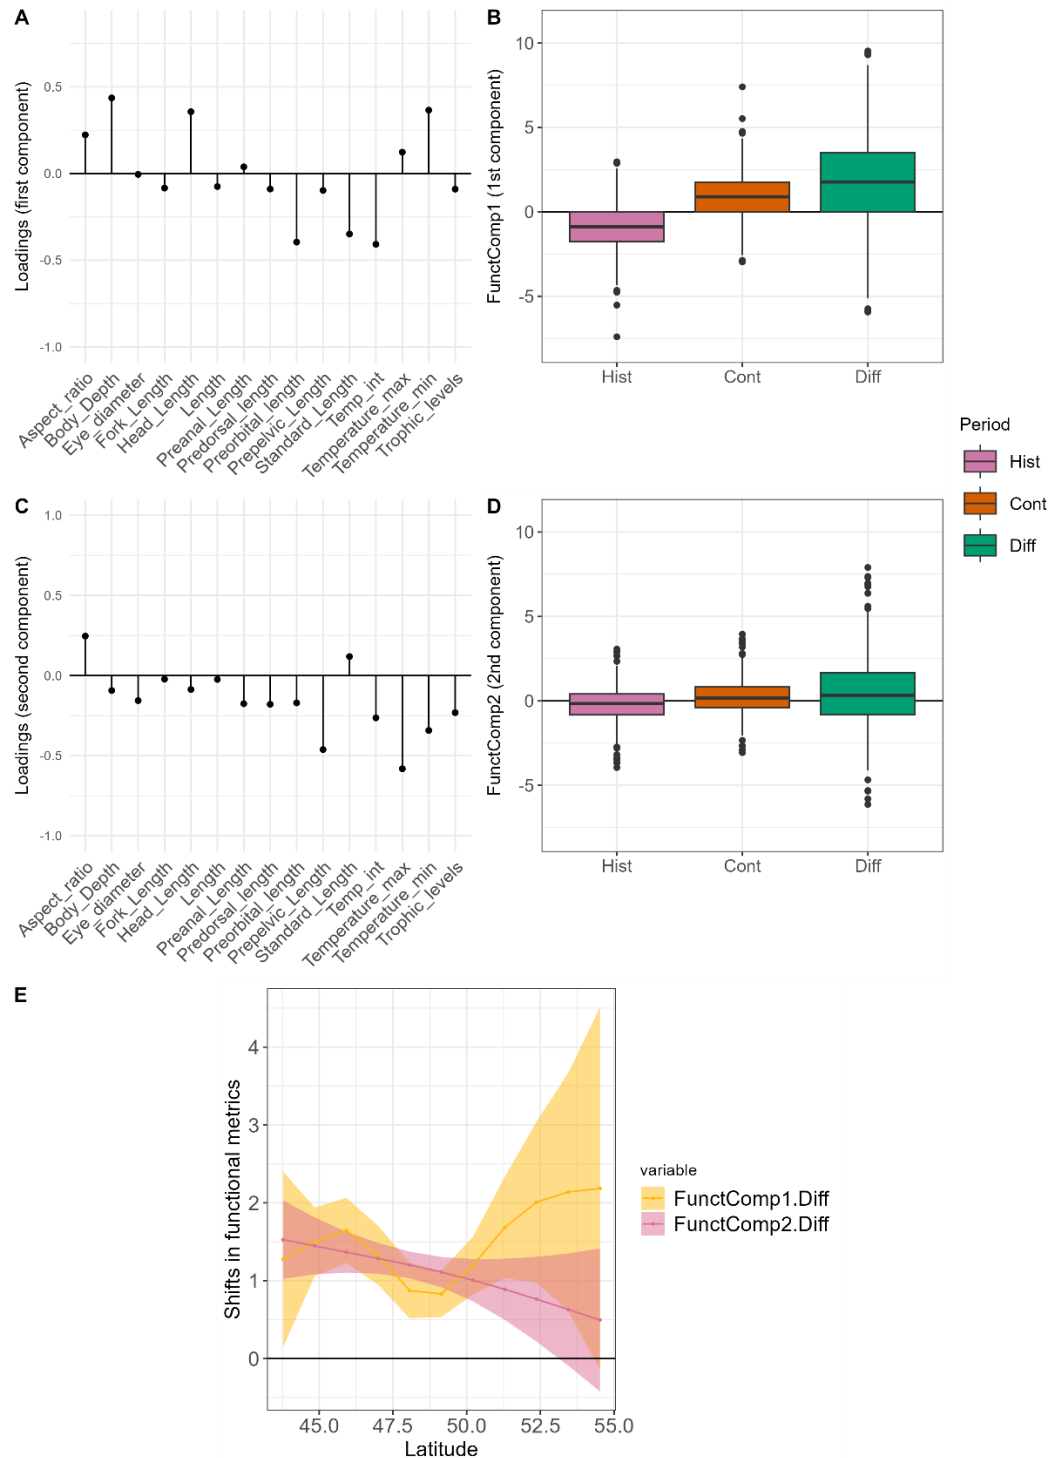 A
Loadings (first component)
0.5
0.0
-0.5
-1.0
Aspect_ratio
Body_Depth
Eye_diameter
Fork_Length
Head_Length
Length
Preanal_Length
Predorsal_length
Preorbital_length
Prepelvic_Length
Standard_Length
Temp_int
Temperature_max
Temperature_min
Trophic_levels
B
FunctComp1 (1st component)
10
5
0
-5
Hist
Cont
Diff
Period
Hist
Cont
Diff
C
Loadings (second component)
1.0
0.5
0.0
-0.5
-1.0
Aspect_ratio
Body_Depth
Eye_diameter
Fork_Length
Head_Length
Length
Preanal_Length
Predorsal_length
Preorbital_length
Prepelvic_Length
Standard_Length
Temp_int
Temperature_max
Temperature_min
Trophic_levels
D
FunctComp2 (2nd component)
10
5
0
-5
Hist
Cont
Diff
E
Shifts in functional metrics
4
3
2
1
0
45.0
47.5
50.0
52.5
55.0
Latitude
variable
FunctComp1.Diff
FunctComp2.Diff